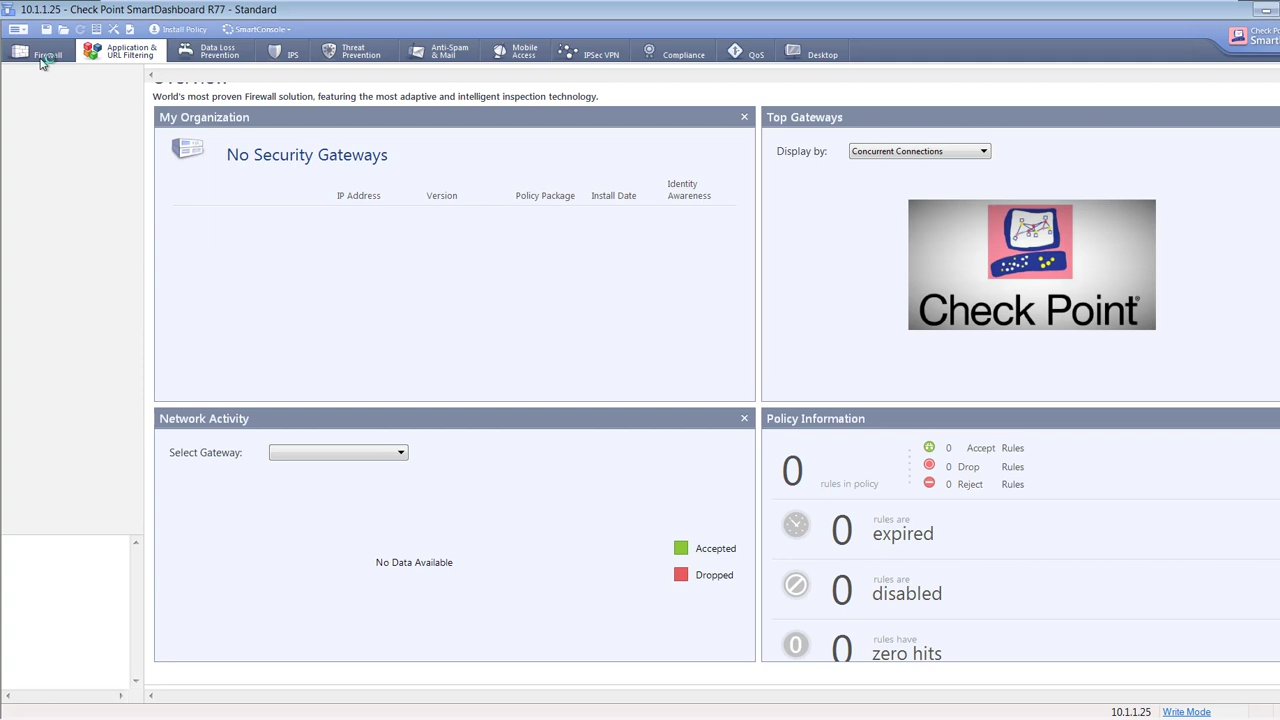 10.1.1.25 - Check Point SmartDashboard R77 - Standard
Install Policy SmartConsole
Firewall Application & URL Filtering Data Loss Prevention IPS Threat Prevention Anti-Spam & Mail Mobile Access IPSec VPN Compliance QoS Desktop
Check Po
Smart
Overview
World's most proven Firewall solution, featuring the most adaptive and intelligent inspection technology.
My Organization
No Security Gateways
IP Address Version Policy Package Install Date Identity Awareness
Top Gateways
Display by: Concurrent Connections
Check Point
Network Activity
Select Gateway:
No Data Available
Accepted
Dropped
Policy Information
0 rules in policy
0 Accept Rules
0 Drop Rules
0 Reject Rules
0 rules are expired
0 rules are disabled
0 0 rules have zero hits
10.1.1.25 Write Mode